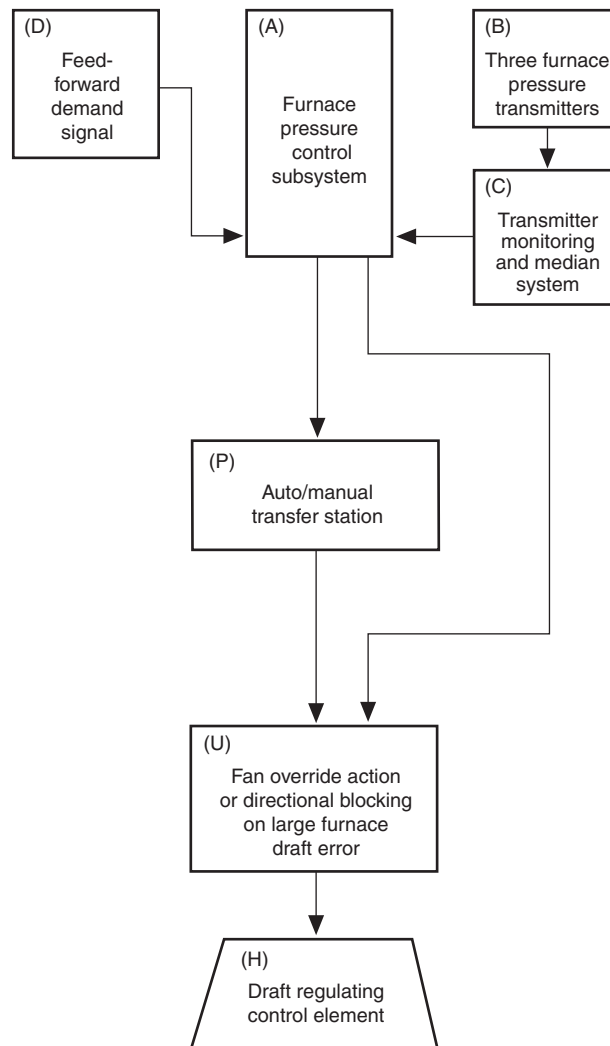 (D)
Feed-
forward
demand
signal
(A)
Furnace
pressure
control
subsystem
(B)
Three furnace
pressure
transmitters
(C)
Transmitter
monitoring
and median
system
(P)
Auto/manual
transfer station
(U)
Fan override action
or directional blocking
on large furnace
draft error
(H)
Draft regulating
control element